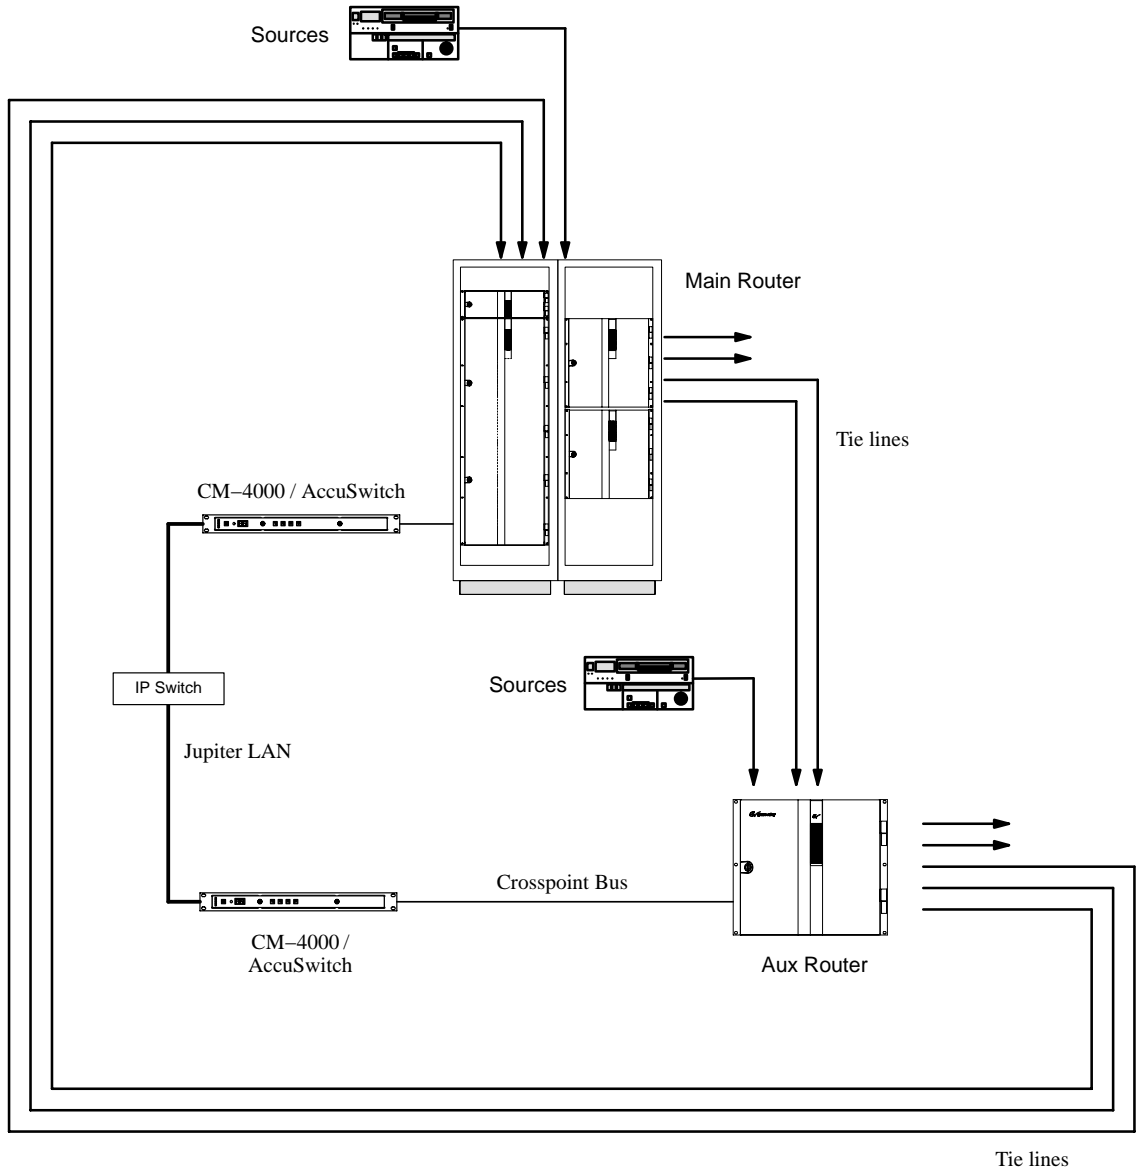 Sources
Main Router
Tie lines
CM−4000 / AccuSwitch
IP Switch
Sources
Jupiter LAN
Crosspoint Bus
CM−4000 /
AccuSwitch
Aux Router
Tie lines